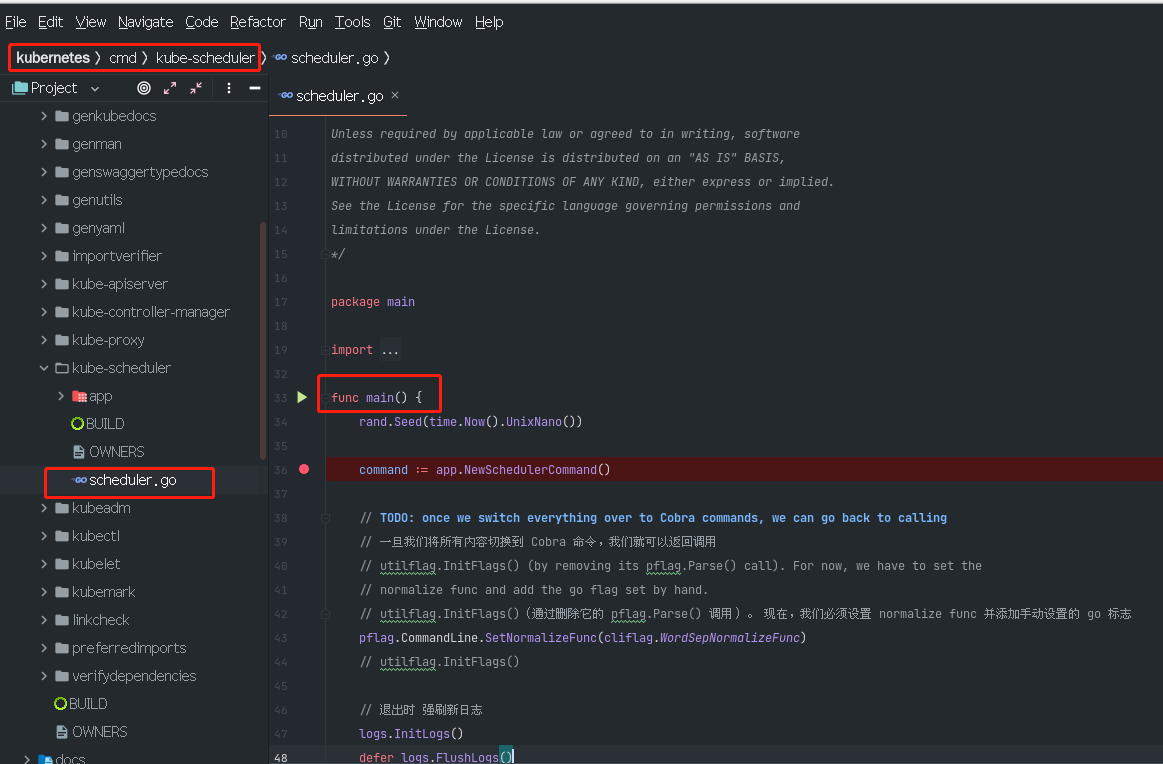 File Edit View Navigate Code Refactor Run Tools Git Window Help
kubernetes cmd kube-scheduler scheduler.go
Project
scheduler.go
genkubedocs
genman
genswaggertypedocs
genutils
genyaml
importverifier
kube-apiserver
kube-controller-manager
kube-proxy
kube-scheduler
app
BUILD
OWNERS
scheduler.go
kubeadm
kubectl
kubelet
kubemark
linkcheck
preferredimports
verifydependencies
BUILD
OWNERS
docs
10 Unless required by applicable law or agreed to in writing, software
11 distributed under the License is distributed on an "AS IS" BASIS,
12 WITHOUT WARRANTIES OR CONDITIONS OF ANY KIND, either express or implied.
13 See the License for the specific language governing permissions and
14 limitations under the License.
15 */
16
17 package main
18
19 import ...
32
33 func main() {
34 rand.Seed(time.Now().UnixNano())
35
36 command := app.NewSchedulerCommand()
37
38 // TODO: once we switch everything over to Cobra commands, we can go back to calling
39 // 一旦我们将所有内容切换到 Cobra 命令，我们就可以返回调用
40 // utilflag.InitFlags() (by removing its pflag.Parse() call). For now, we have to set the
41 // normalize func and add the go flag set by hand.
42 // utilflag.InitFlags()（通过删除它的 pflag.Parse() 调用）。 现在，我们必须设置 normalize func 并添加手动设置的 go 标志
43 pflag.CommandLine.SetNormalizeFunc(cliflag.WordSepNormalizeFunc)
44 // utilflag.InitFlags()
45
46 // 退出时 强刷新日志
47 logs.InitLogs()
48 defer logs.FlushLogs()